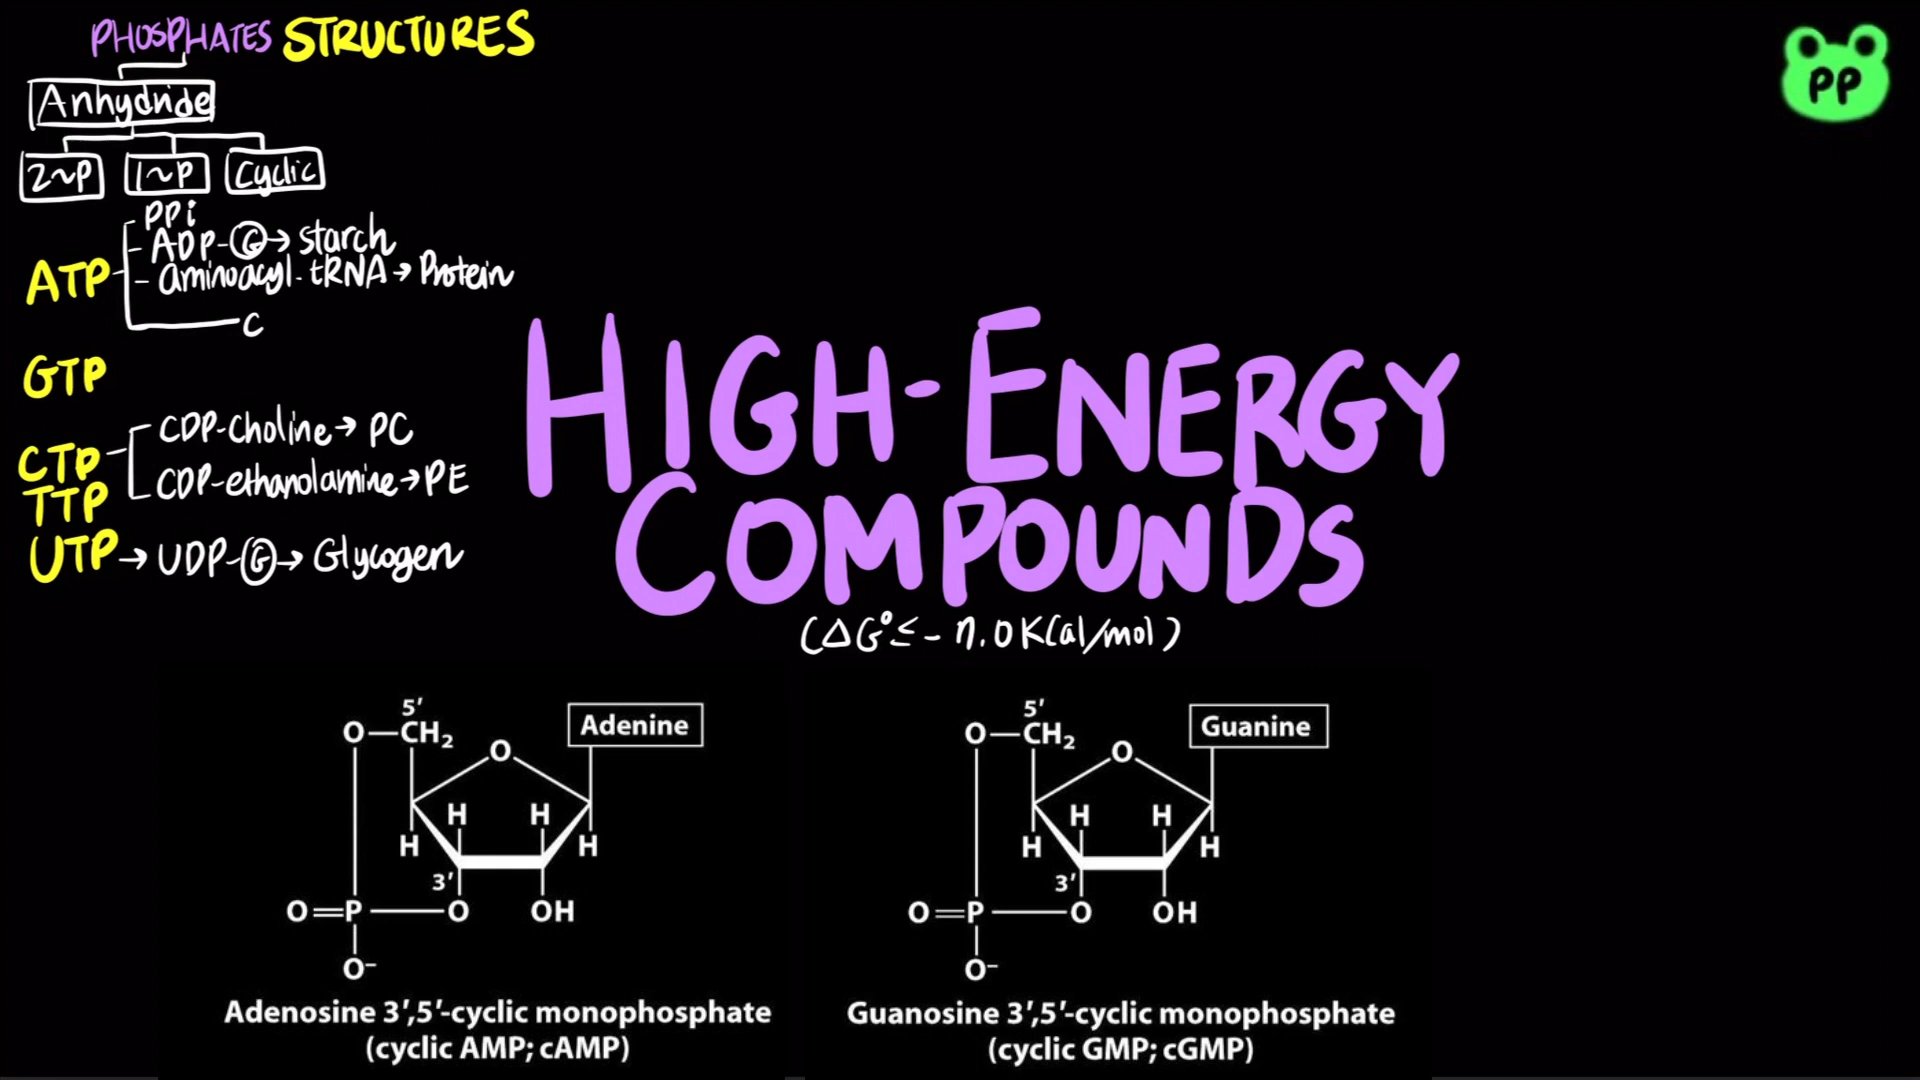 PHOSPHATES STRUCTURES
Anhydride
2~P 1~P Cyclic
PPi
ADP-G→ starch
ATP - aminoacyl-tRNA → Protein
C
GTP
CDP-choline → PC
CTP
CDP-ethanolamine → PE
TTP
UTP → UDP-G → Glycogen
PP
HIGH-ENERGY
COMPOUNDS
(ΔG°≤-7.0 KCal/mol)
5'
O—CH₂
O
Adenine
H H
H H
3'
O=P—O OH
O⁻
Adenosine 3′,5′-cyclic monophosphate
(cyclic AMP; cAMP)
5'
O—CH₂
O
Guanine
H H
H H
3'
O=P—O OH
O⁻
Guanosine 3′,5′-cyclic monophosphate
(cyclic GMP; cGMP)